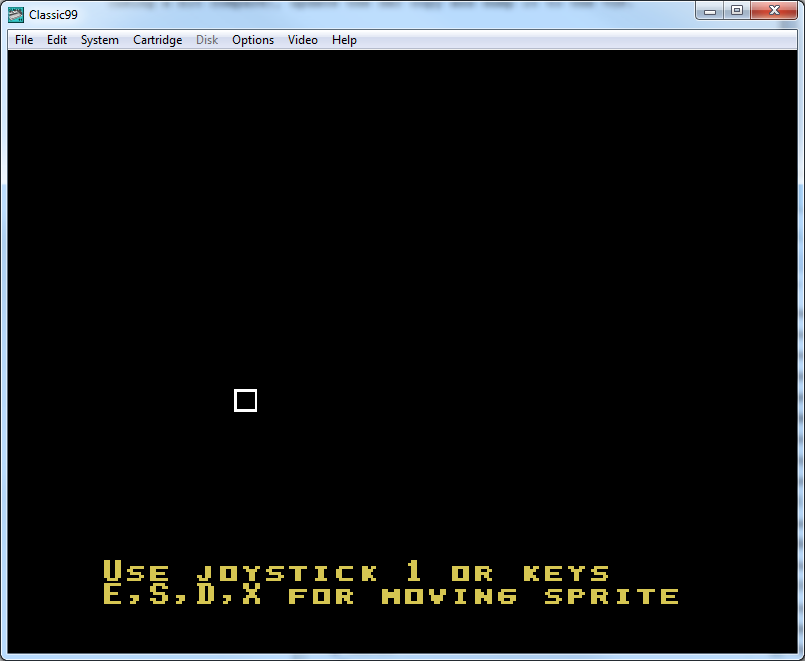 Classic99
File Edit System Cartridge Disk Options Video Help
Use joystick 1 or keys
E,S,D,X for moving sprite